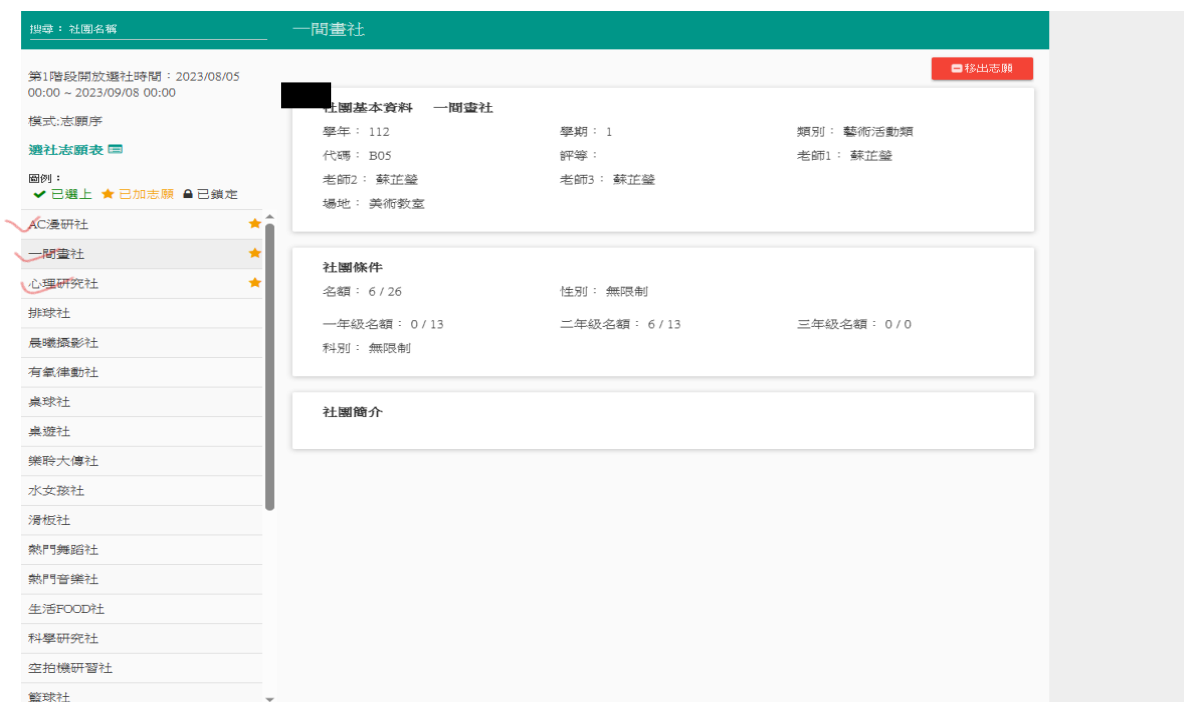 搜尋：社團名稱
一間畫社
第1階段開放選社時間：2023/08/05
00:00 ~ 2023/09/08 00:00
模式:志願序
選社志願表
圖例：
已選上 已加志願 已鎖定
AC漫研社
一間畫社
心理研究社
排球社
晨曦攝影社
有氧律動社
桌球社
桌遊社
樂聆大傳社
水女孩社
滑板社
熱門舞蹈社
熱門音樂社
生活FOOD社
科學研究社
空拍機研習社
籃球社
移出志願
社團基本資料 一間畫社
學年： 112 學期： 1 類別： 藝術活動類
代碼： B05 評等： 老師1： 蘇芷瑩
老師2： 蘇芷瑩 老師3： 蘇芷瑩
場地： 美術教室
社團條件
名額： 6 / 26 性別： 無限制
一年級名額： 0 / 13 二年級名額： 6 / 13 三年級名額： 0 / 0
科別： 無限制
社團簡介